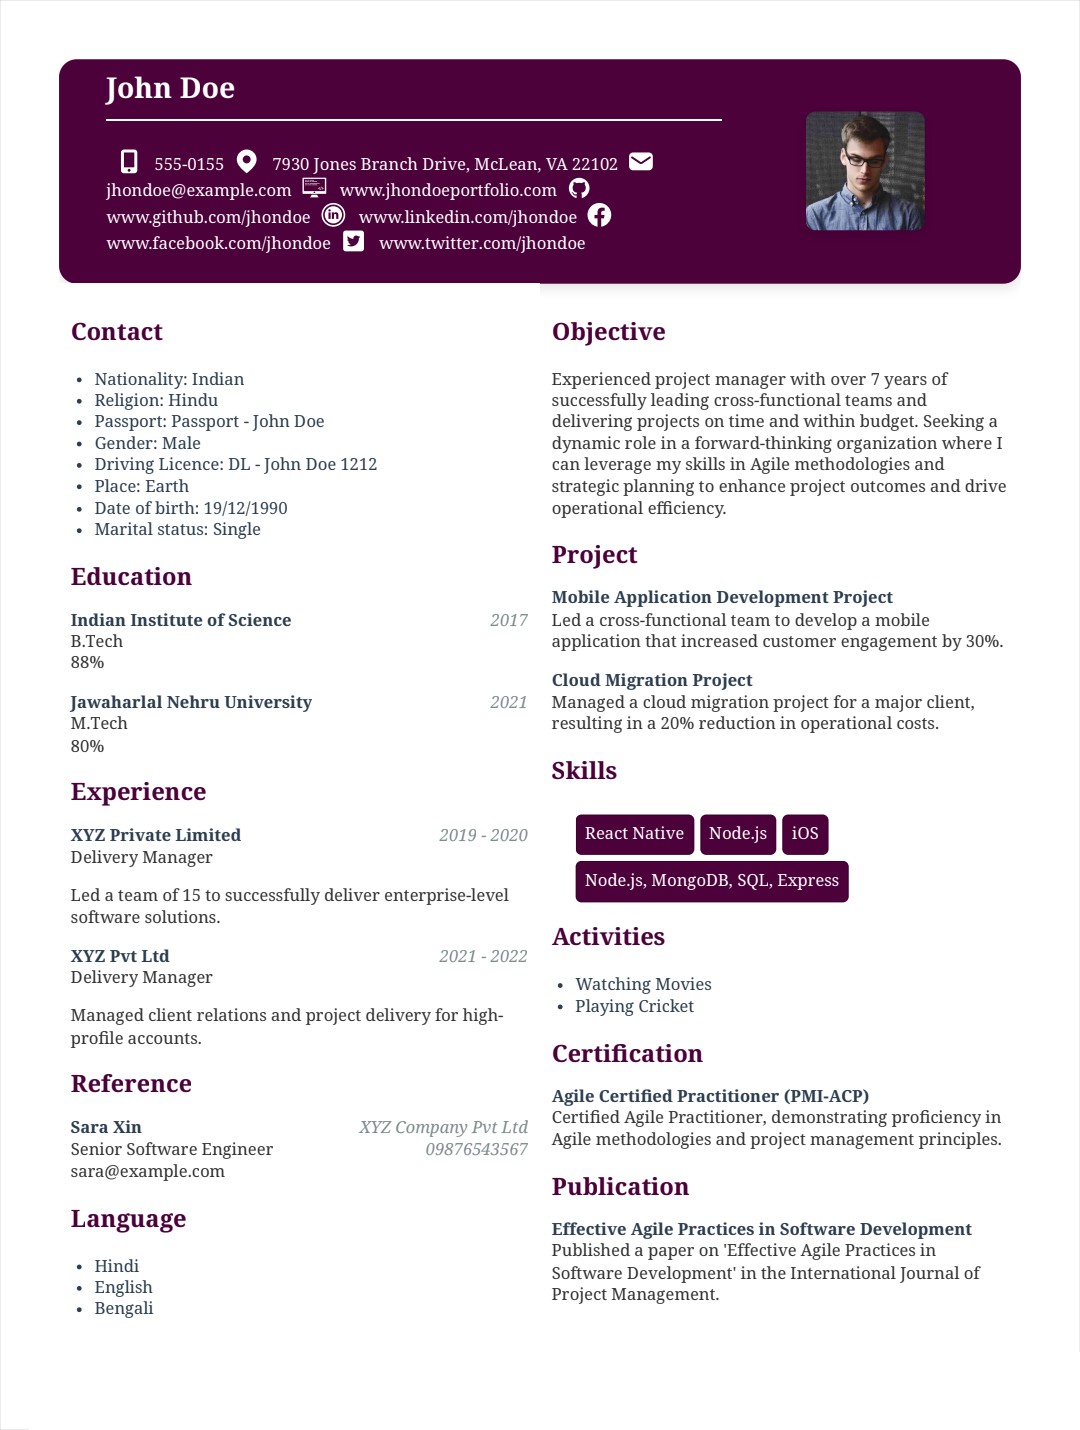 John Doe
555-0155 7930 Jones Branch Drive, McLean, VA 22102
jhondoe@example.com www.jhondoeportfolio.com
www.github.com/jhondoe www.linkedin.com/jhondoe
www.facebook.com/jhondoe www.twitter.com/jhondoe
Contact
• Nationality: Indian
• Religion: Hindu
• Passport: Passport - John Doe
• Gender: Male
• Driving Licence: DL - John Doe 1212
• Place: Earth
• Date of birth: 19/12/1990
• Marital status: Single
Education
Indian Institute of Science 2017
B.Tech
88%
Jawaharlal Nehru University 2021
M.Tech
80%
Experience
XYZ Private Limited 2019 - 2020
Delivery Manager
Led a team of 15 to successfully deliver enterprise-level
software solutions.
XYZ Pvt Ltd 2021 - 2022
Delivery Manager
Managed client relations and project delivery for high-
profile accounts.
Reference
Sara Xin XYZ Company Pvt Ltd
Senior Software Engineer 09876543567
sara@example.com
Language
• Hindi
• English
• Bengali
Objective
Experienced project manager with over 7 years of
successfully leading cross-functional teams and
delivering projects on time and within budget. Seeking a
dynamic role in a forward-thinking organization where I
can leverage my skills in Agile methodologies and
strategic planning to enhance project outcomes and drive
operational efficiency.
Project
Mobile Application Development Project
Led a cross-functional team to develop a mobile
application that increased customer engagement by 30%.
Cloud Migration Project
Managed a cloud migration project for a major client,
resulting in a 20% reduction in operational costs.
Skills
React Native Node.js iOS
Node.js, MongoDB, SQL, Express
Activities
• Watching Movies
• Playing Cricket
Certification
Agile Certified Practitioner (PMI-ACP)
Certified Agile Practitioner, demonstrating proficiency in
Agile methodologies and project management principles.
Publication
Effective Agile Practices in Software Development
Published a paper on 'Effective Agile Practices in
Software Development' in the International Journal of
Project Management.